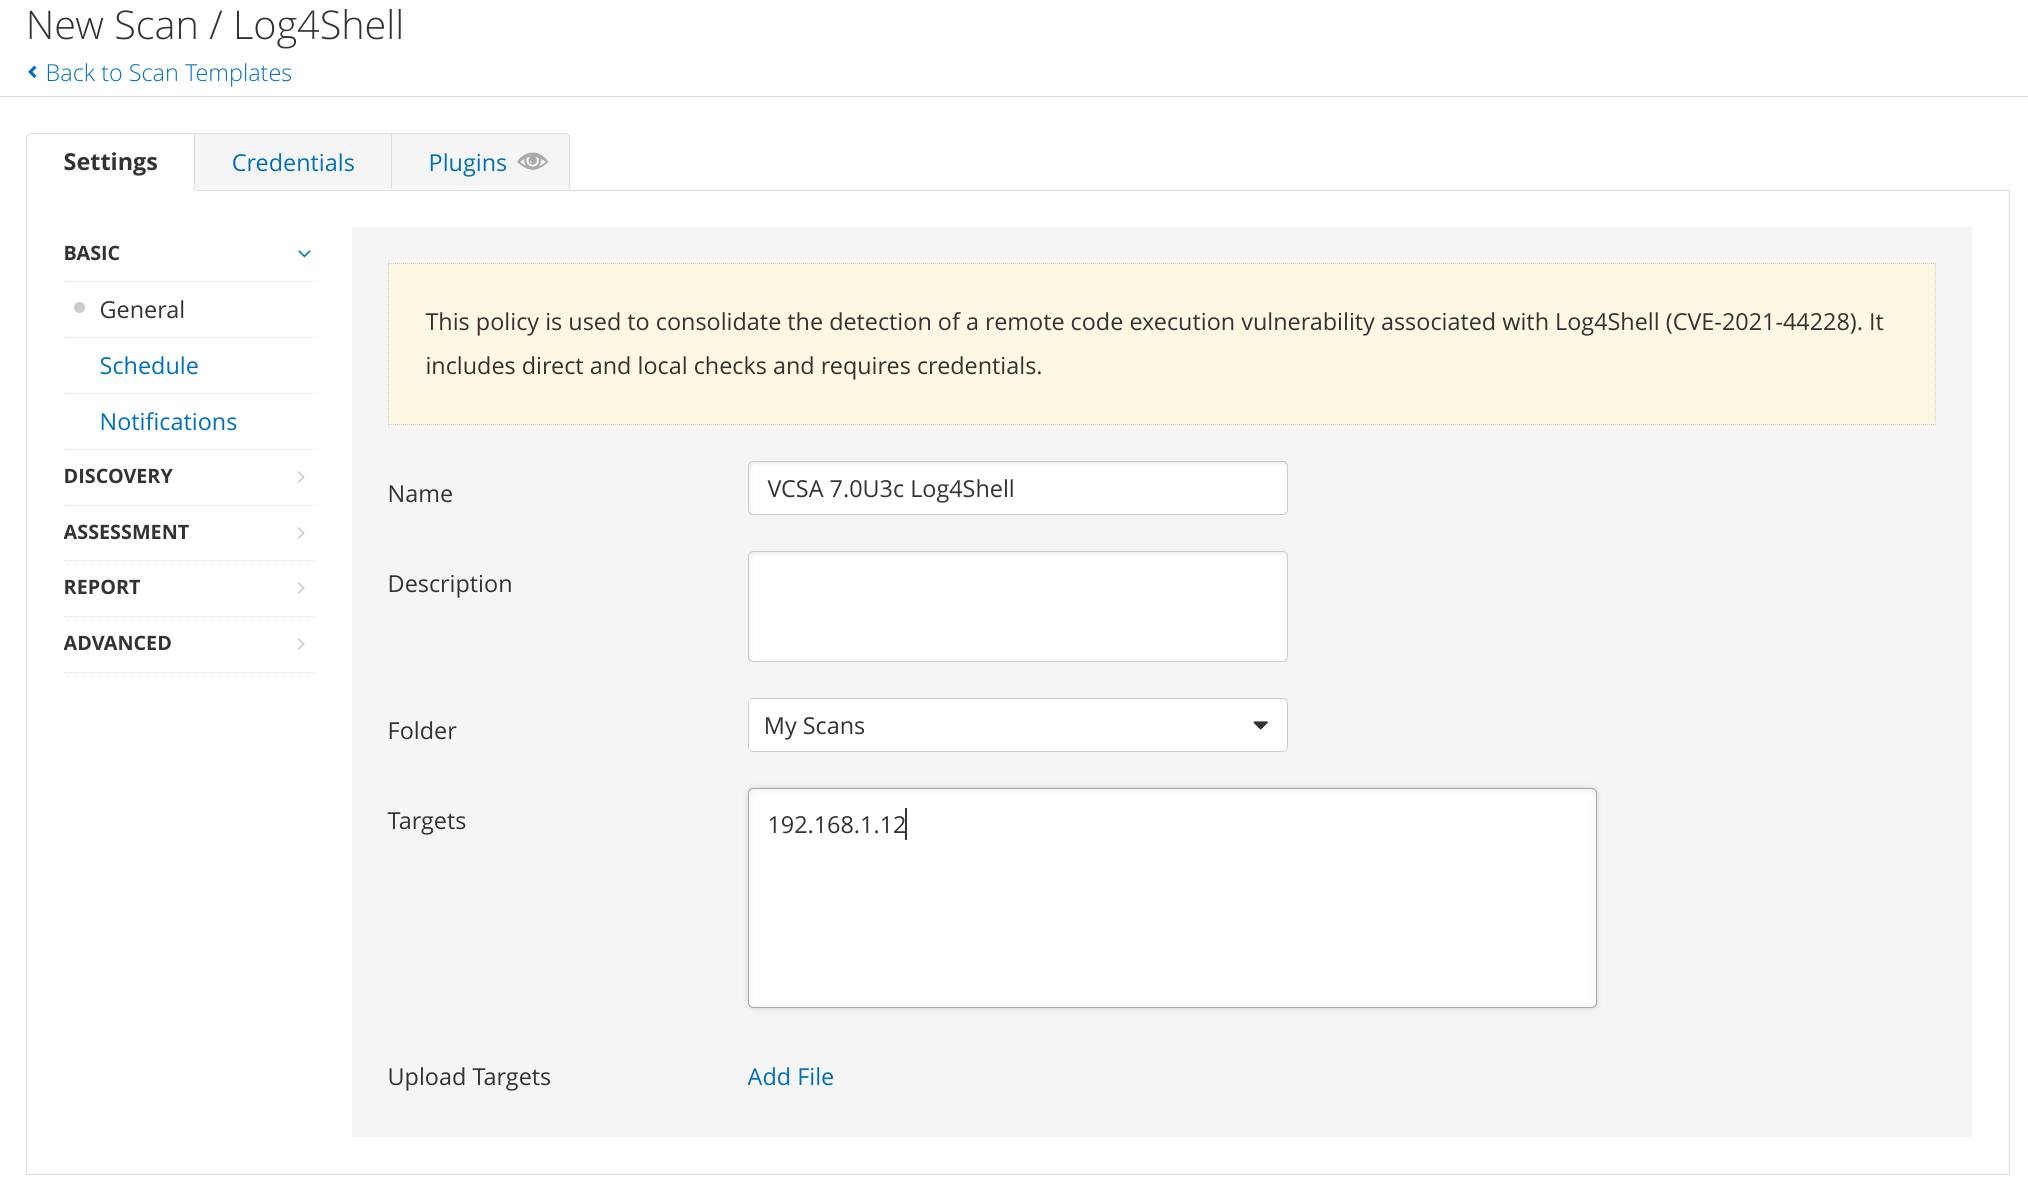 New Scan / Log4Shell
Back to Scan Templates
Settings
Credentials
Plugins
BASIC
General
Schedule
Notifications
DISCOVERY
ASSESSMENT
REPORT
ADVANCED
This policy is used to consolidate the detection of a remote code execution vulnerability associated with Log4Shell (CVE-2021-44228). It
includes direct and local checks and requires credentials.
Name
VCSA 7.0U3c Log4Shell
Description
Folder
My Scans
Targets
192.168.1.12
Upload Targets
Add File